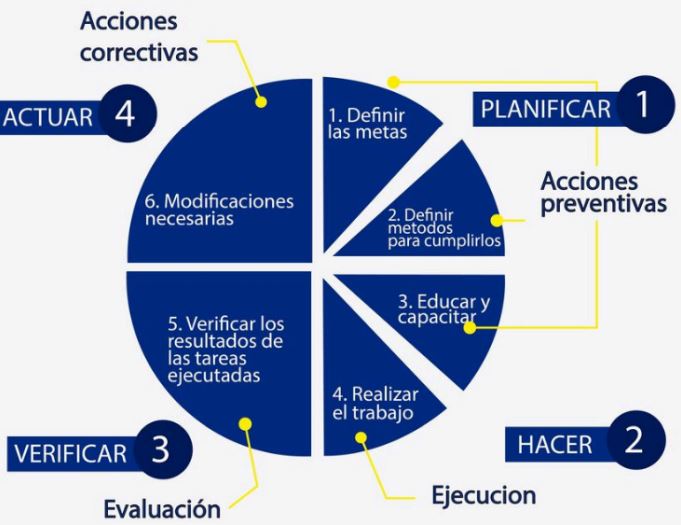 Acciones
correctivas
ACTUAR 4
1. Definir
las metas
PLANIFICAR 1
Acciones
preventivas
6. Modificaciones
necesarias
2. Definir
metodos
para cumplirlos
3. Educar y
capacitar
5. Verificar los
resultados de
las tareas
ejecutadas
4. Realizar
el trabajo
VERIFICAR 3
HACER 2
Evaluación
Ejecucion